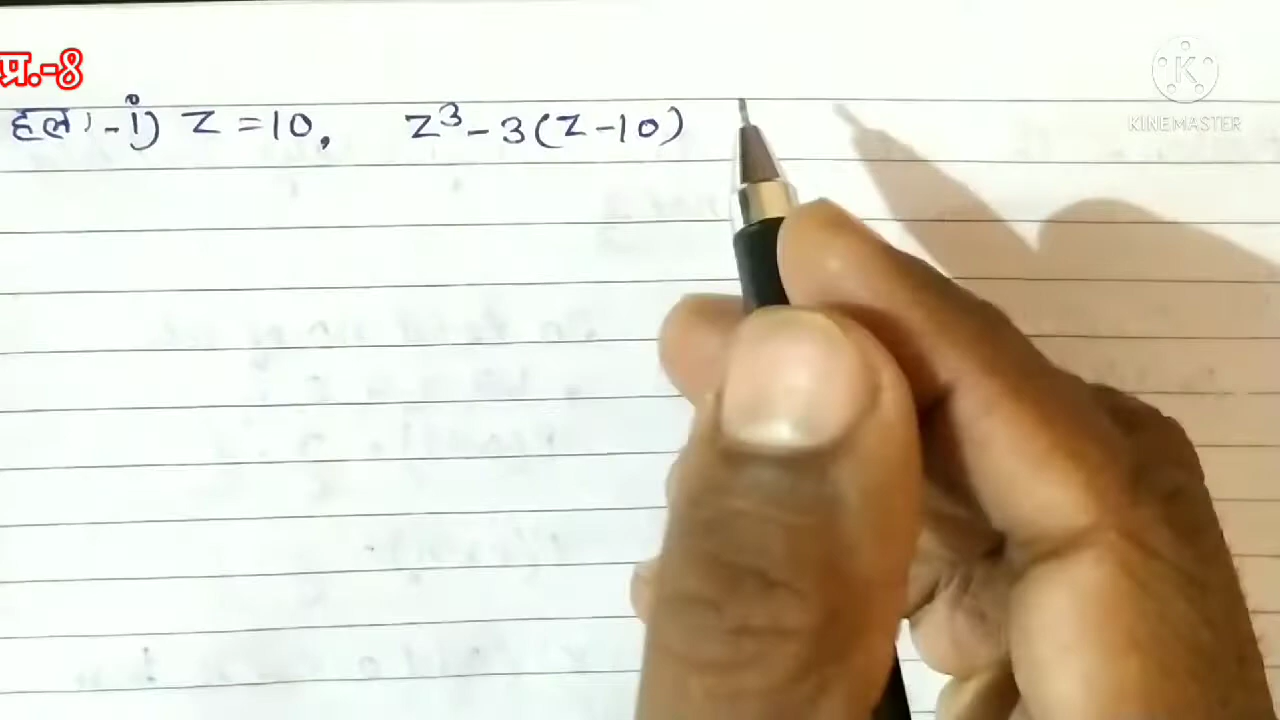 प्र.-8
हल:-i) z = 10, z³ - 3(z - 10)
KINEMASTER